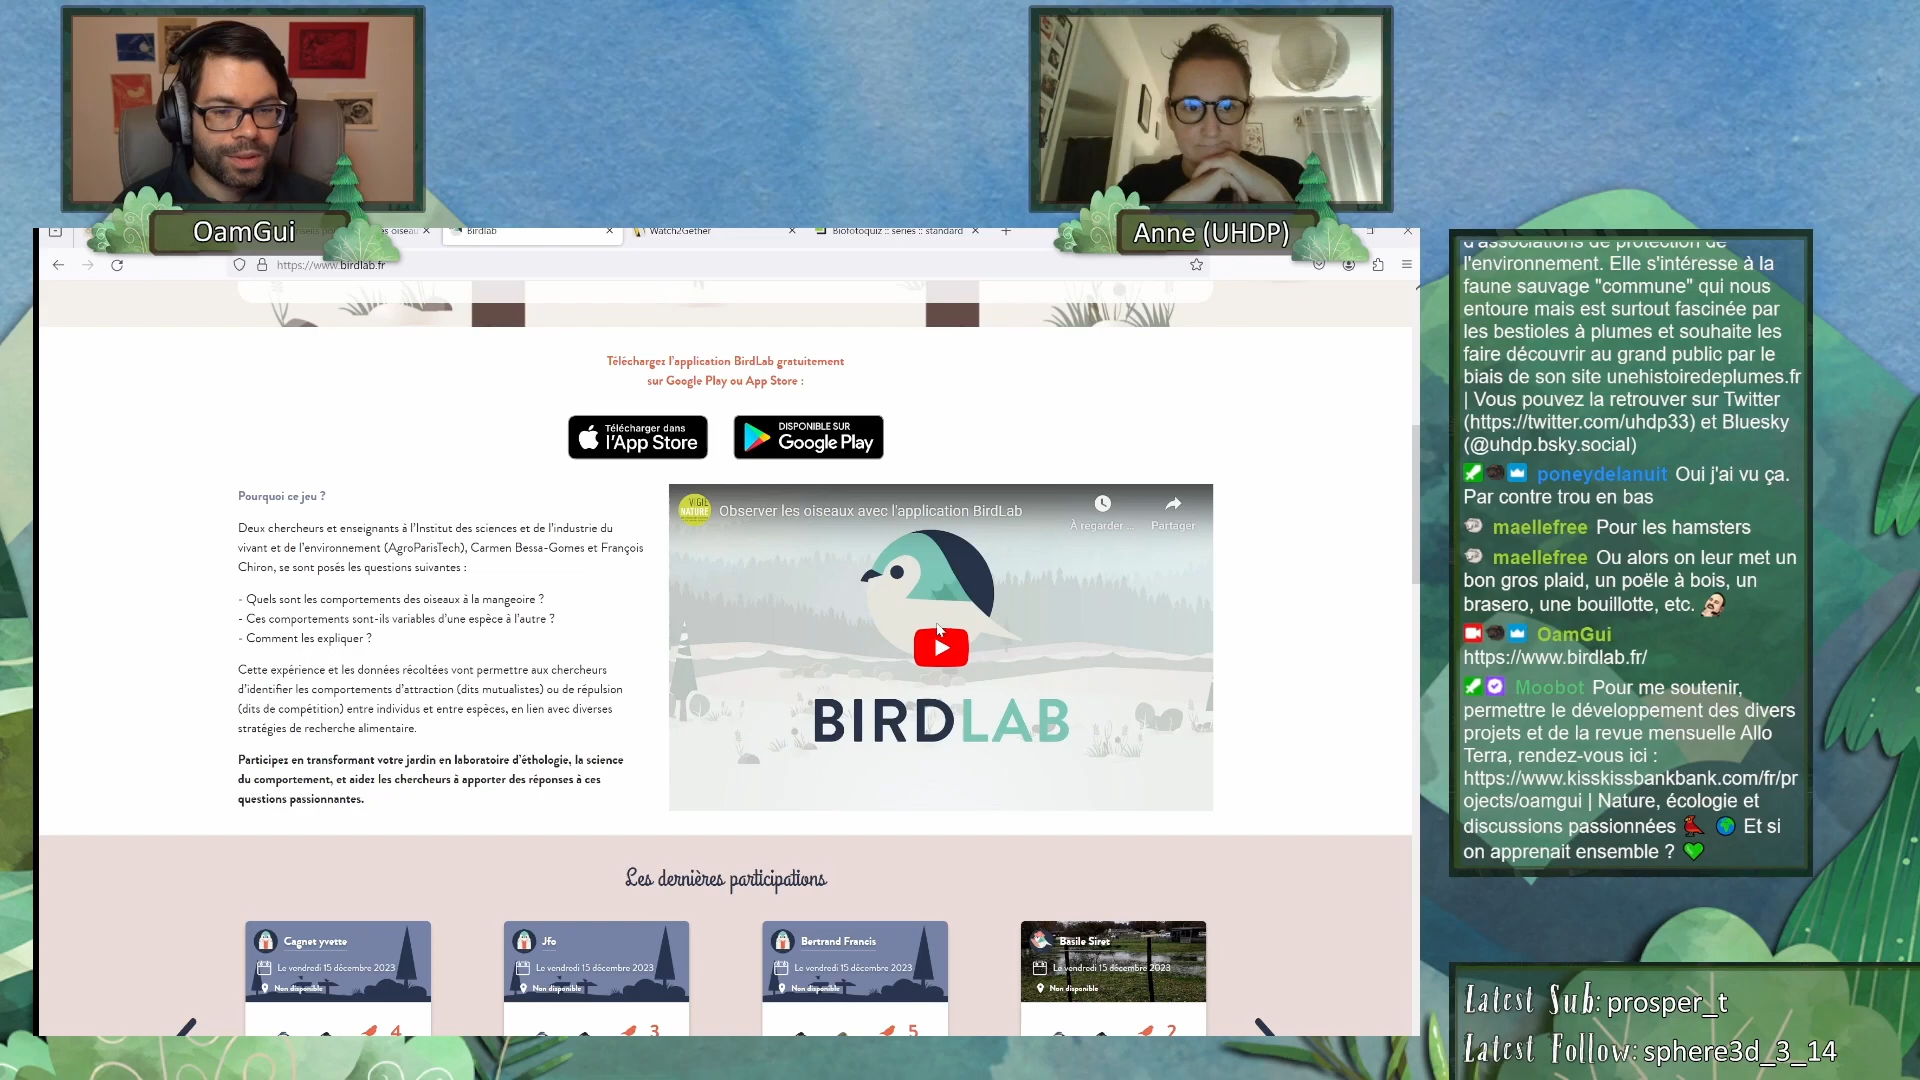 OamGui
Anne (UHDP)
Birdlab
Watch2Gether
Biofotoquiz :: series :: standard
https://www.birdlab.fr
Téléchargez l'application BirdLab gratuitement
sur Google Play ou App Store :
Télécharger dans
l'App Store
DISPONIBLE SUR
Google Play
Pourquoi ce jeu ?
Deux chercheurs et enseignants à l'Institut des sciences et de l'industrie du
vivant et de l'environnement (AgroParisTech), Carmen Bessa-Gomes et François
Chiron, se sont posés les questions suivantes :
- Quels sont les comportements des oiseaux à la mangeoire ?
- Ces comportements sont-ils variables d'une espèce à l'autre ?
- Comment les expliquer ?
Cette expérience et les données récoltées vont permettre aux chercheurs
d'identifier les comportements d'attraction (dits mutualistes) ou de répulsion
(dits de compétition) entre individus et entre espèces, en lien avec diverses
stratégies de recherche alimentaire.
Participez en transformant votre jardin en laboratoire d'éthologie, la science
du comportement, et aidez les chercheurs à apporter des réponses à ces
questions passionnantes.
VIGIE
NATURE
Observer les oiseaux avec l'application BirdLab
À regarder ...
Partager
BIRDLAB
Les dernières participations
Cagnet yvette
Le vendredi 15 décembre 2023
Non disponible
4
Jfo
Le vendredi 15 décembre 2023
Non disponible
3
Bertrand Francis
Le vendredi 15 décembre 2023
Non disponible
5
Basile Siret
Le vendredi 15 décembre 2023
Non disponible
2
d'associations de protection de
l'environnement. Elle s'intéresse à la
faune sauvage "commune" qui nous
entoure mais est surtout fascinée par
les bestioles à plumes et souhaite les
faire découvrir au grand public par le
biais de son site unehistoiredeplumes.fr
| Vous pouvez la retrouver sur Twitter
(https://twitter.com/uhdp33) et Bluesky
(@uhdp.bsky.social)
poneydelanuit Oui j'ai vu ça.
Par contre trou en bas
maellefree Pour les hamsters
maellefree Ou alors on leur met un
bon gros plaid, un poële à bois, un
brasero, une bouillotte, etc.
OamGui
https://www.birdlab.fr/
Moobot Pour me soutenir,
permettre le développement des divers
projets et de la revue mensuelle Allo
Terra, rendez-vous ici :
https://www.kisskissbankbank.com/fr/pr
ojects/oamgui | Nature, écologie et
discussions passionnées Et si
on apprenait ensemble ?
Latest Sub: prosper_t
Latest Follow: sphere3d_3_14